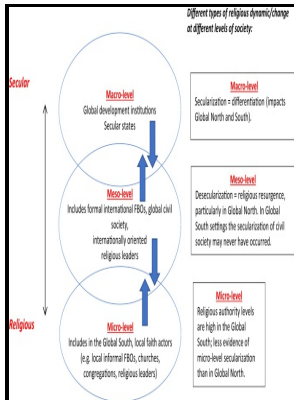 Different types of religious dynamic/change
at different levels of society:
Secular
Macro-level
Global development institutions
Secular states
Macro-level
Secularization = differentiation (impacts
Global North and South).
Meso-level
Includes formal international FBOs, global civil
society,
internationally oriented
religious leaders
Meso-level
Desecularization = religious resurgence,
particularly in Global North. In Global
South settings the secularization of civil
society may never have occurred.
Religious
Micro-level
Includes in the Global South, local faith actors
(e.g. local informal FBOs, churches,
congregations, religious leaders)
Micro-level
Religious authority levels
are high in the Global
South; less evidence of
micro-level secularization
than in Global North.